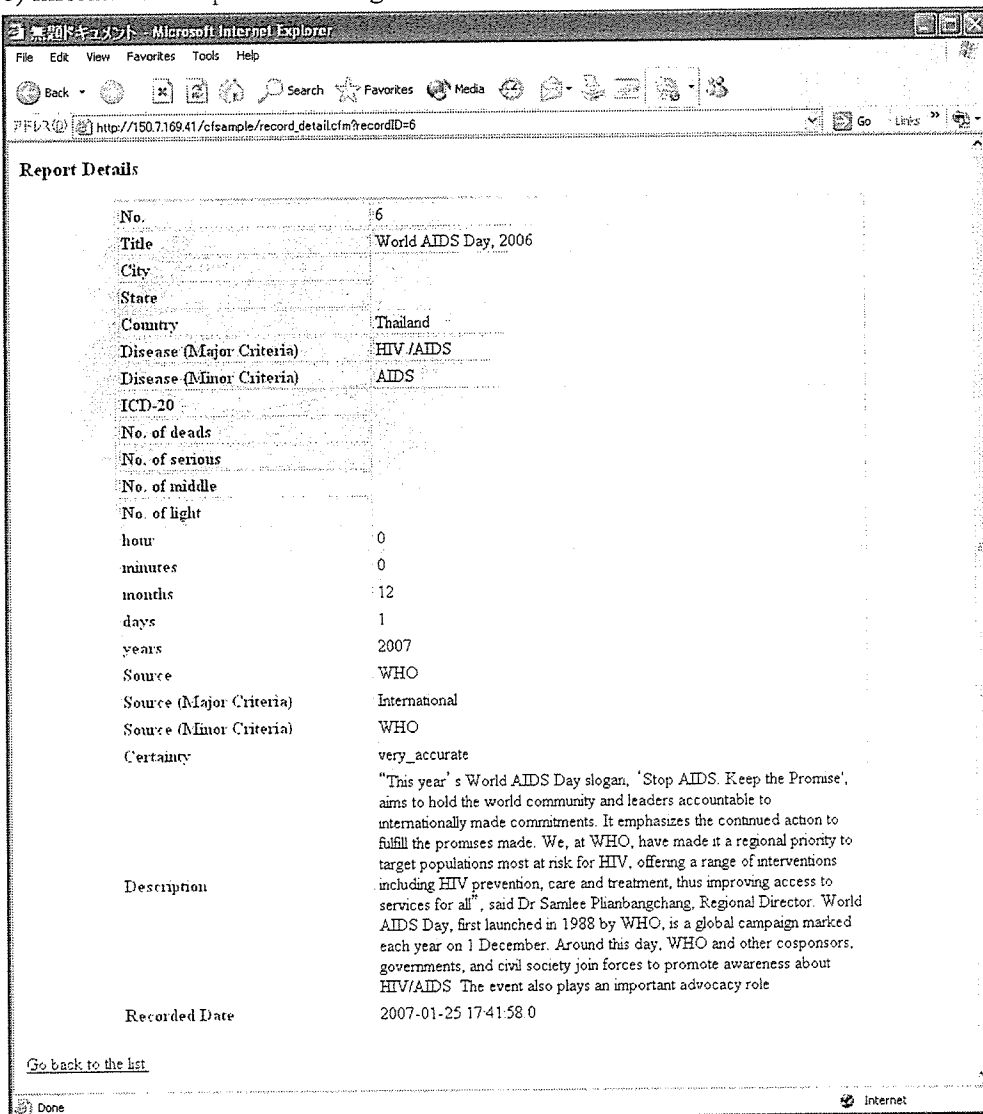 無題ドキュメント - Microsoft Internet Explorer
File Edit View Favorites Tools Help
Back Search Favorites Media
アドレス(D) http://150.7.169.41/cfsample/record_detail.cfm?recordID=6 Go Links »
Report Details
No. 6
Title World AIDS Day, 2006
City
State
Country Thailand
Disease (Major Criteria) HIV /AIDS
Disease (Minor Criteria) AIDS
ICD-20
No. of deads
No. of serious
No. of middle
No. of light
hour 0
minutes 0
months 12
days 1
years 2007
Source WHO
Source (Major Criteria) International
Source (Minor Criteria) WHO
Certainty very_accurate
"This year's World AIDS Day slogan, 'Stop AIDS. Keep the Promise',
aims to hold the world community and leaders accountable to
internationally made commitments. It emphasizes the continued action to
fulfill the promises made. We, at WHO, have made it a regional priority to
target populations most at risk for HIV, offering a range of interventions
Description including HIV prevention, care and treatment, thus improving access to
services for all", said Dr Samlee Plianbangchang, Regional Director. World
AIDS Day, first launched in 1988 by WHO, is a global campaign marked
each year on 1 December. Around this day, WHO and other cosponsors,
governments, and civil society join forces to promote awareness about
HIV/AIDS The event also plays an important advocacy role
Recorded Date 2007-01-25 17:41:58.0
Go back to the list
Done Internet